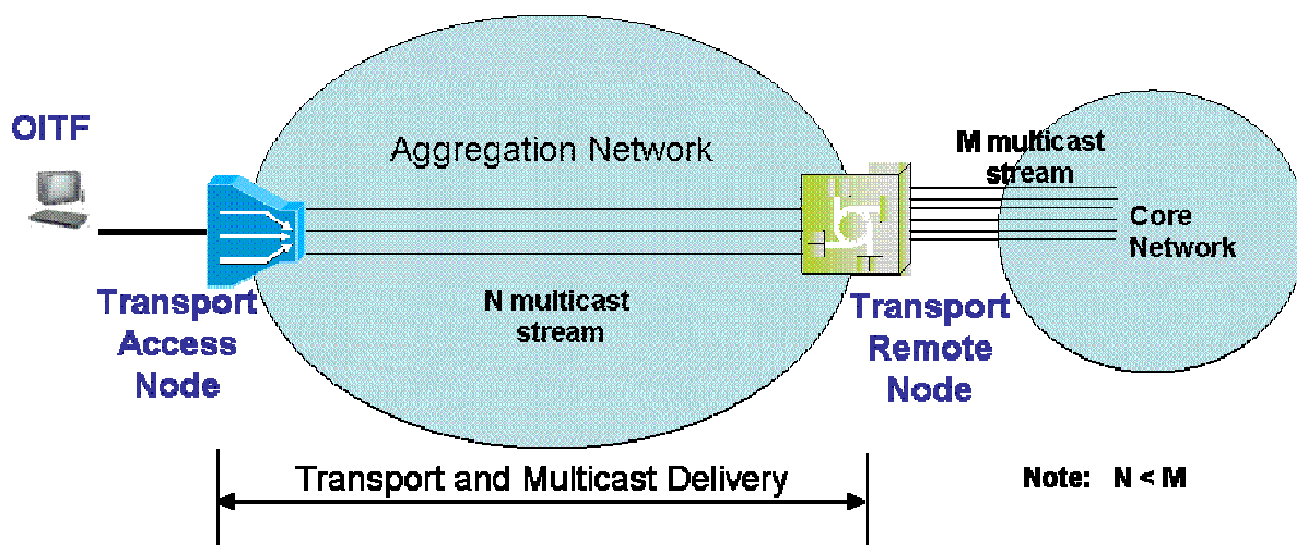 OITF
Aggregation Network
M multicast
stream
Core
Network
N multicast
stream
Transport
Access
Node
Transport
Remote
Node
Transport and Multicast Delivery
Note: N < M